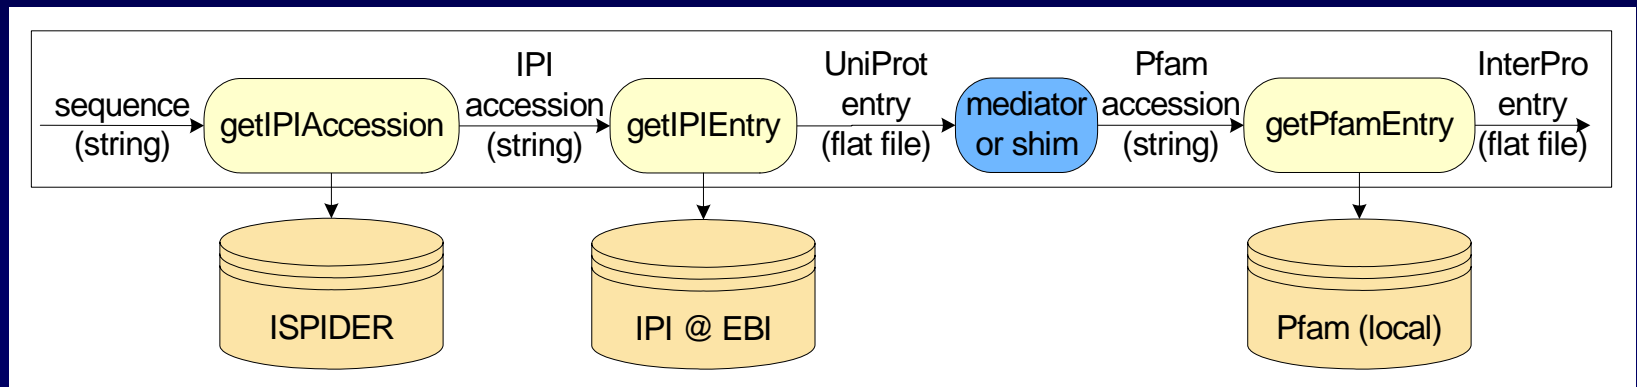 sequence
(string)
getIPIAccession
IPI
accession
(string)
getIPIEntry
UniProt
entry
(flat file)
mediator
or shim
Pfam
accession
(string)
getPfamEntry
InterPro
entry
(flat file)
ISPIDER
IPI @ EBI
Pfam (local)